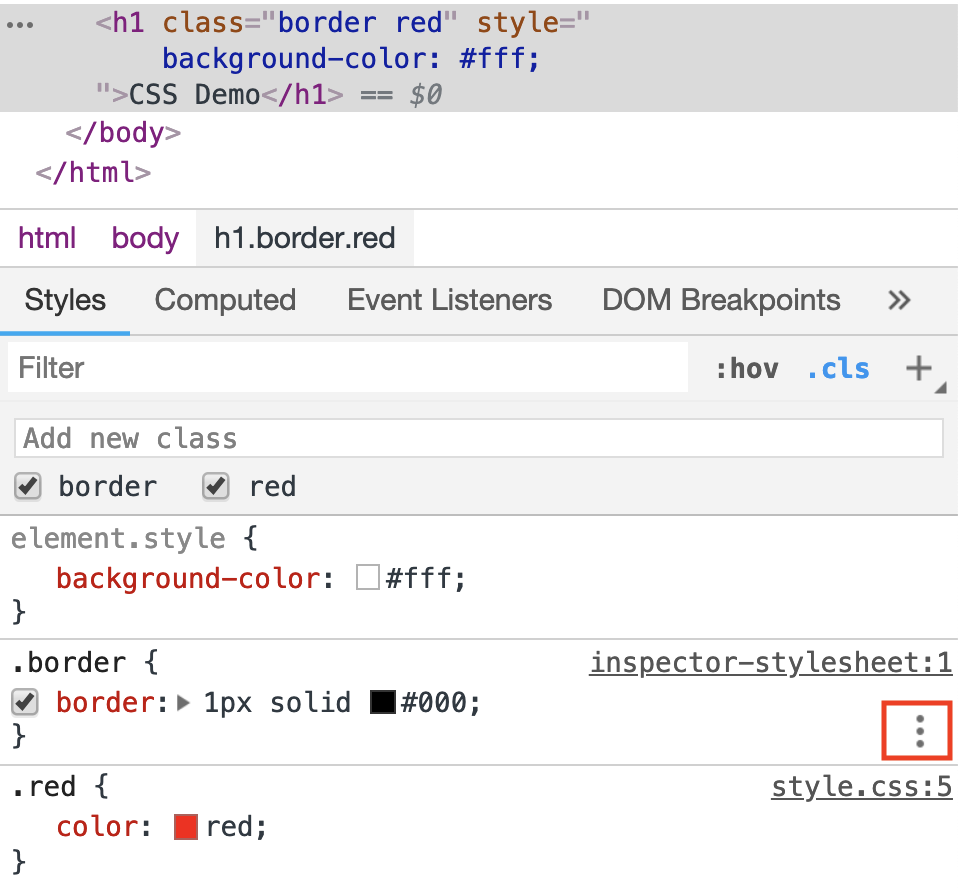 <h1 class="border red" style="
background-color: #fff;
">CSS Demo</h1> == $0
</body>
</html>
html body h1.border.red
Styles Computed Event Listeners DOM Breakpoints »
Filter :hov .cls +
Add new class
border red
element.style {
background-color: #fff;
}
.border { inspector-stylesheet:1
border: 1px solid #000;
}
.red { style.css:5
color: red;
}